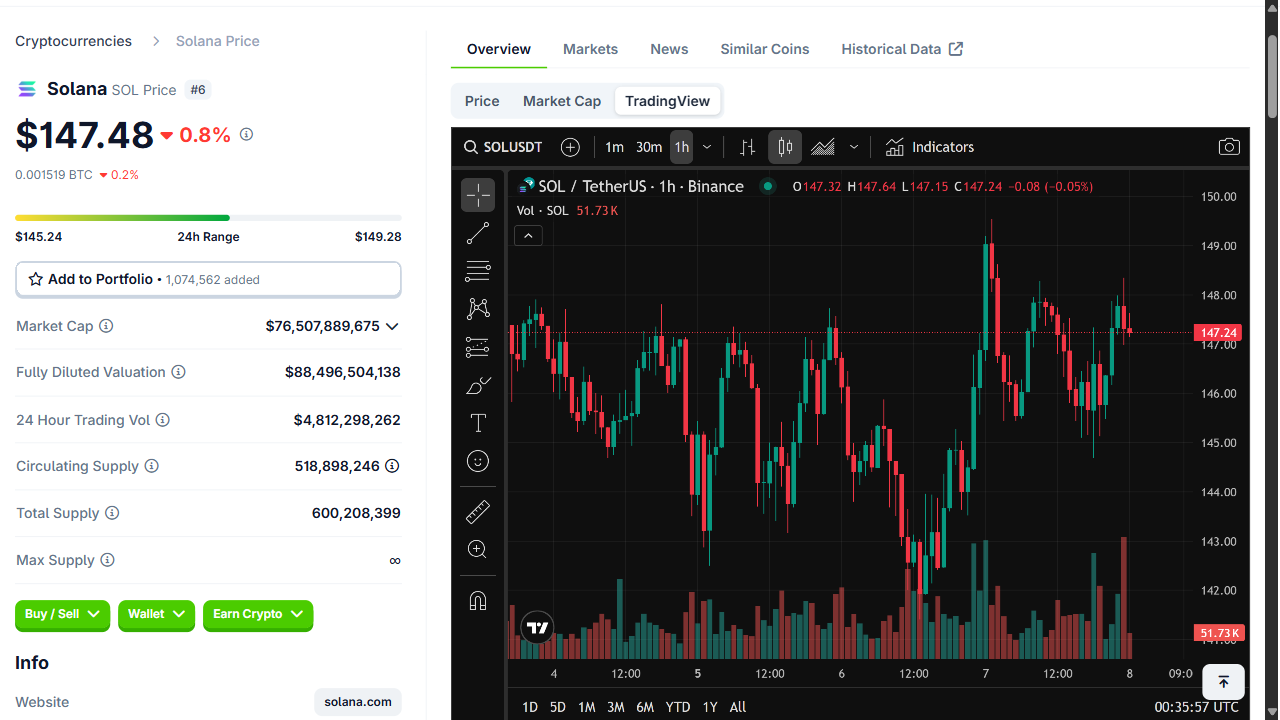 Cryptocurrencies > Solana Price
Solana SOL Price #6
$147.48 0.8%
0.001519 BTC 0.2%
$145.24 24h Range $149.28
Add to Portfolio • 1,074,562 added
Market Cap $76,507,889,675
Fully Diluted Valuation $88,496,504,138
24 Hour Trading Vol $4,812,298,262
Circulating Supply 518,898,246
Total Supply 600,208,399
Max Supply ∞
Buy / Sell Wallet Earn Crypto
Info
Website solana.com
Overview Markets News Similar Coins Historical Data
Price Market Cap TradingView
SOLUSDT 1m 30m 1h Indicators
SOL / TetherUS · 1h · Binance O147.32 H147.64 L147.15 C147.24 -0.08 (-0.05%)
Vol · SOL 51.73 K
150.00
149.00
148.00
147.24
147.00
146.00
145.00
144.00
143.00
142.00
51.73 K
4 12:00 5 12:00 6 12:00 7 12:00 8 09:0
1D 5D 1M 3M 6M YTD 1Y All 00:35:57 UTC